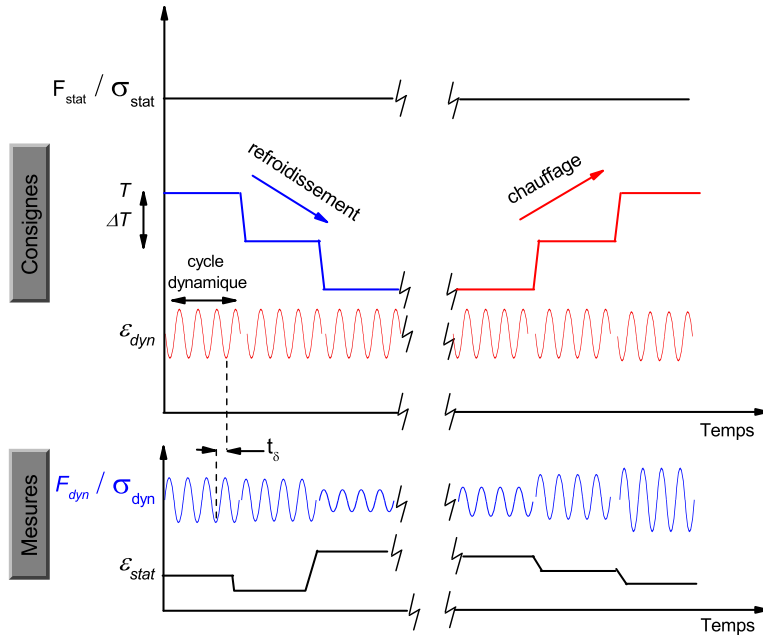 F_stat / σ_stat
refroidissement
chauffage
Consignes
T
ΔT
cycle
dynamique
ε_dyn
Temps
t_δ
Mesures
F_dyn / σ_dyn
ε_stat
Temps